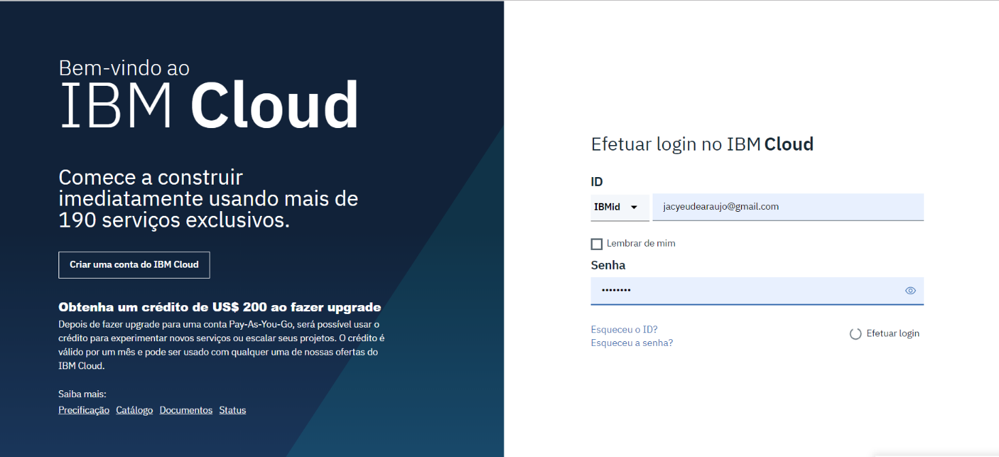 Bem-vindo ao
IBM Cloud
Comece a construir
imediatamente usando mais de
190 serviços exclusivos.
Criar uma conta do IBM Cloud
Obtenha um crédito de US$ 200 ao fazer upgrade
Depois de fazer upgrade para uma conta Pay-As-You-Go, será possível usar o
crédito para experimentar novos serviços ou escalar seus projetos. O crédito é
válido por um mês e pode ser usado com qualquer uma de nossas ofertas do
IBM Cloud.
Saiba mais:
Precificação Catálogo Documentos Status
Efetuar login no IBM Cloud
ID
IBMid jacyeudearaujo@gmail.com
Lembrar de mim
Senha
••••••••
Esqueceu o ID?
Esqueceu a senha?
Efetuar login